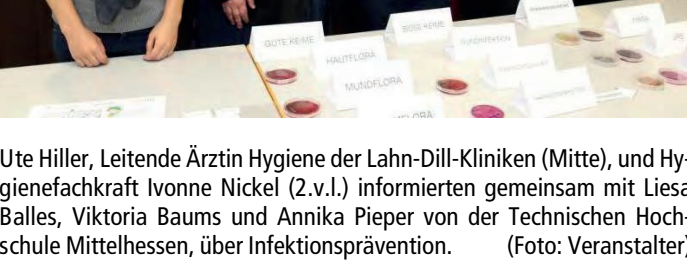 GUTE KEIME
BÖSE KEIME
HAUTFLORA
WUNDINFEKTION
MUNDFLORA
Ute Hiller, Leitende Ärztin Hygiene der Lahn-Dill-Kliniken (Mitte), und Hy-
gienefachkraft Ivonne Nickel (2.v.l.) informierten gemeinsam mit Liesa
Balles, Viktoria Baums und Annika Pieper von der Technischen Hoch-
schule Mittelhessen, über Infektionsprävention. (Foto: Veranstalter)